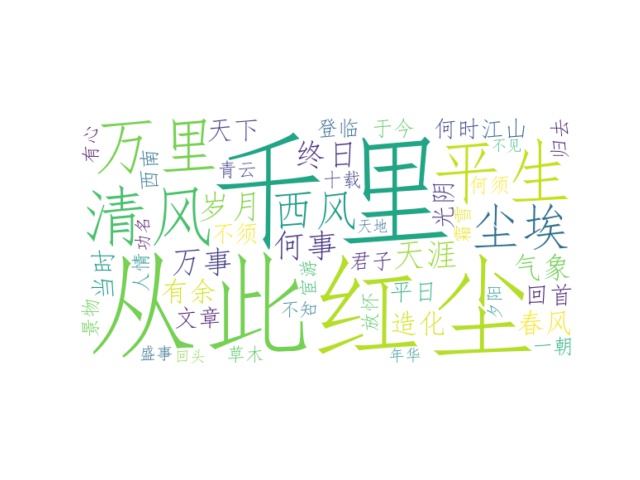 有心
万里
西南
天下
青云
千里
终日
登临
十载
于今
平生
何时
江山
不见
归去
清风
功名
岁月
不须
西风
天地
光阴
霜雪
何须
尘埃
当时
人情
万事
何事
君子
天涯
气象
从此
红尘
景物
有余
文章
宦游
不知
放怀
平日
造化
夕阳
春风
回首
一朝
盛事
回头
草木
年华